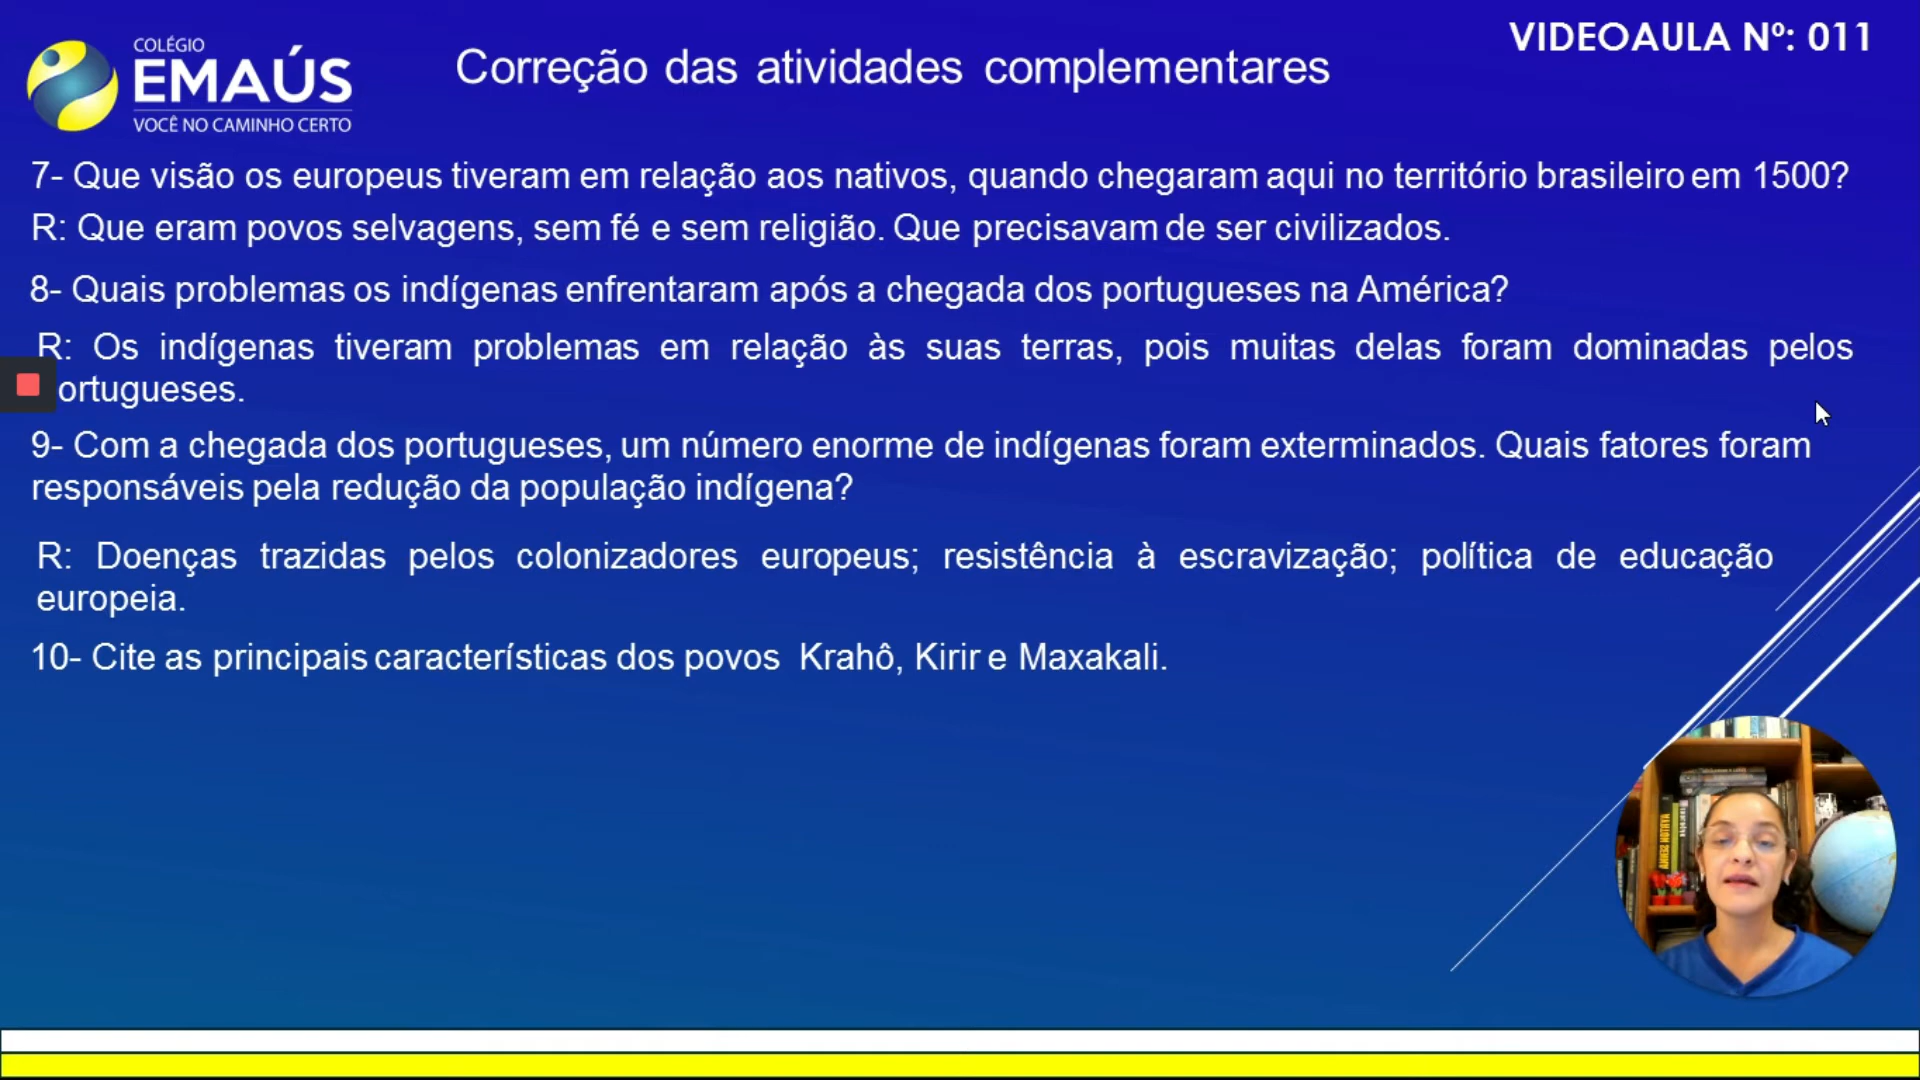 COLÉGIO
EMAÚS
VOCÊ NO CAMINHO CERTO
Correção das atividades complementares
VIDEOAULA Nº: 011
7- Que visão os europeus tiveram em relação aos nativos, quando chegaram aqui no território brasileiro em 1500?
R: Que eram povos selvagens, sem fé e sem religião. Que precisavam de ser civilizados.
8- Quais problemas os indígenas enfrentaram após a chegada dos portugueses na América?
R: Os indígenas tiveram problemas em relação às suas terras, pois muitas delas foram dominadas pelos
ortugueses.
9- Com a chegada dos portugueses, um número enorme de indígenas foram exterminados. Quais fatores foram
responsáveis pela redução da população indígena?
R: Doenças trazidas pelos colonizadores europeus; resistência à escravização; política de educação
europeia.
10- Cite as principais características dos povos Krahô, Kirir e Maxakali.